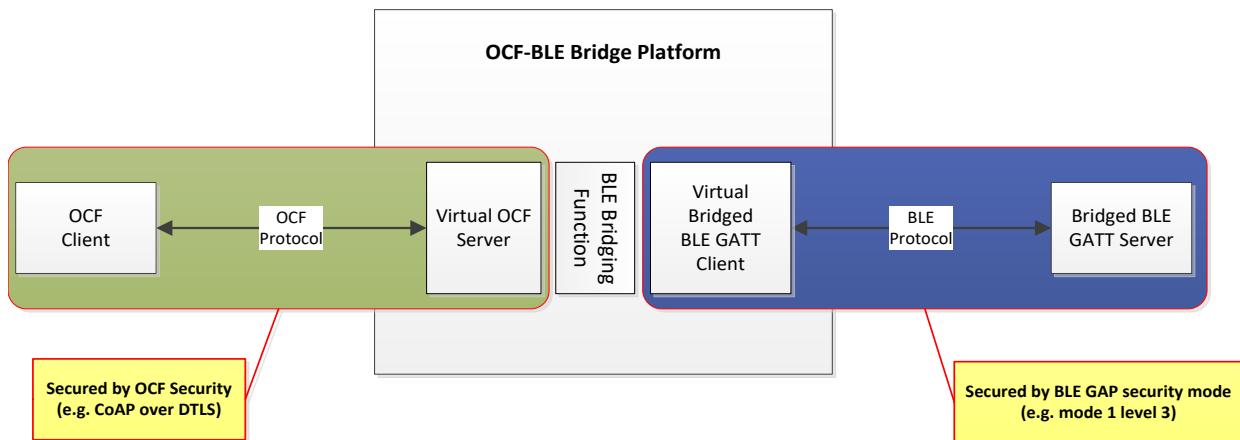 OCF-BLE Bridge Platform
OCF
Client
OCF
Protocol
Virtual OCF
Server
BLE Bridging
Function
Virtual
Bridged
BLE GATT
Client
BLE
Protocol
Bridged BLE
GATT Server
Secured by OCF Security
(e.g. CoAP over DTLS)
Secured by BLE GAP security mode
(e.g. mode 1 level 3)